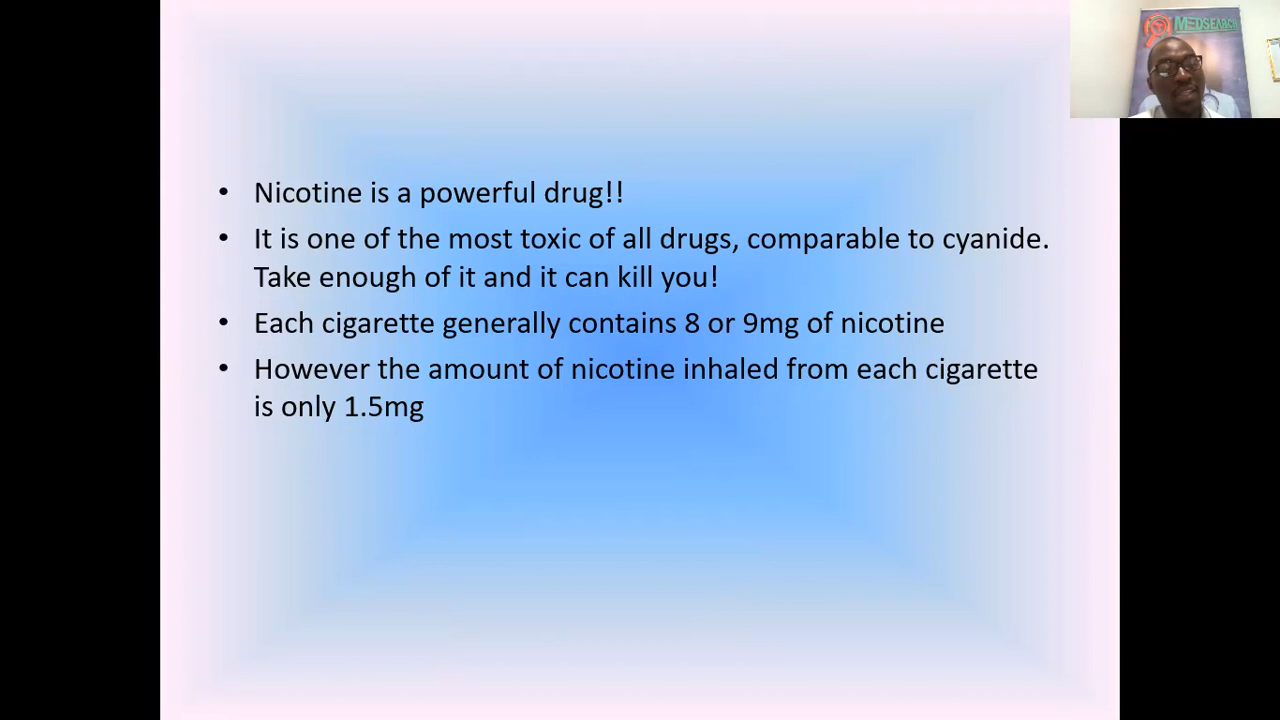 MEDSEARCH
• Nicotine is a powerful drug!!
• It is one of the most toxic of all drugs, comparable to cyanide.
Take enough of it and it can kill you!
• Each cigarette generally contains 8 or 9mg of nicotine
• However the amount of nicotine inhaled from each cigarette
is only 1.5mg